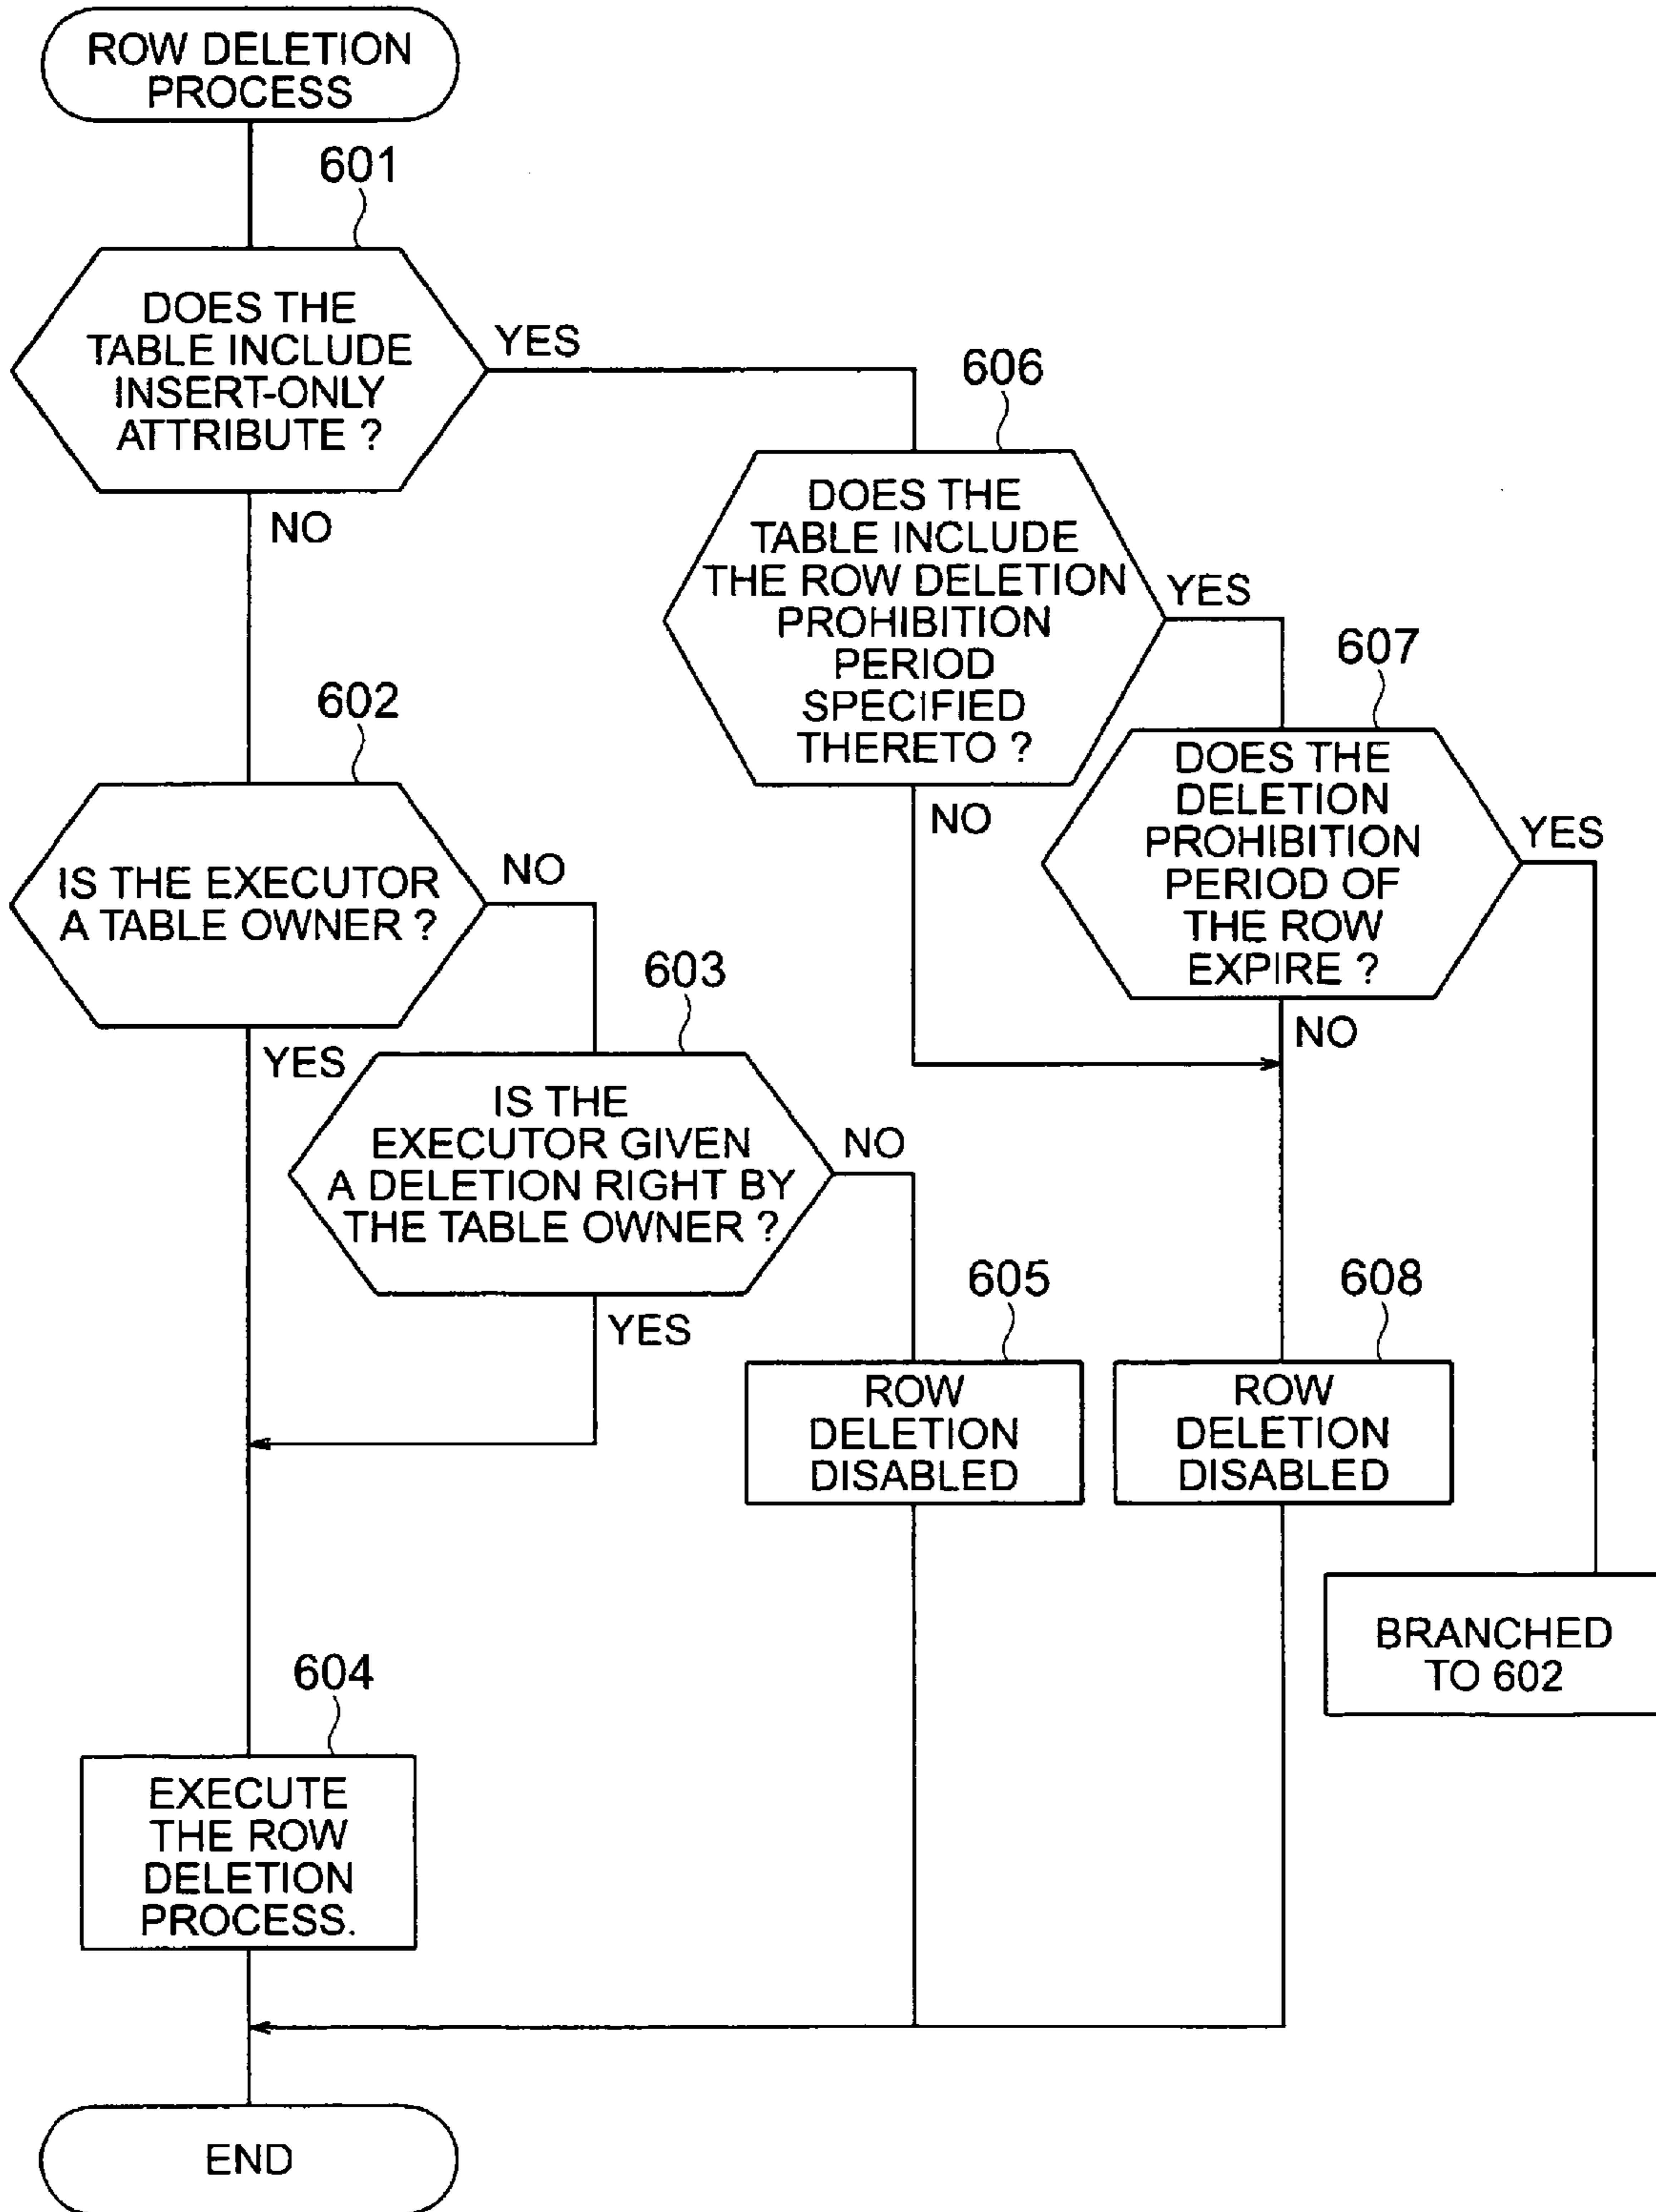 ROW DELETION
PROCESS
601
DOES THE
TABLE INCLUDE
INSERT-ONLY
ATTRIBUTE ?
YES
NO
606
DOES THE
TABLE INCLUDE
THE ROW DELETION
PROHIBITION
PERIOD
SPECIFIED
THERETO ?
YES
NO
607
DOES THE
DELETION
PROHIBITION
PERIOD OF
THE ROW
EXPIRE ?
YES
NO
602
IS THE EXECUTOR
A TABLE OWNER ?
NO
YES
603
IS THE
EXECUTOR GIVEN
A DELETION RIGHT BY
THE TABLE OWNER ?
NO
YES
605
ROW
DELETION
DISABLED
608
ROW
DELETION
DISABLED
BRANCHED
TO 602
604
EXECUTE
THE ROW
DELETION
PROCESS.
END